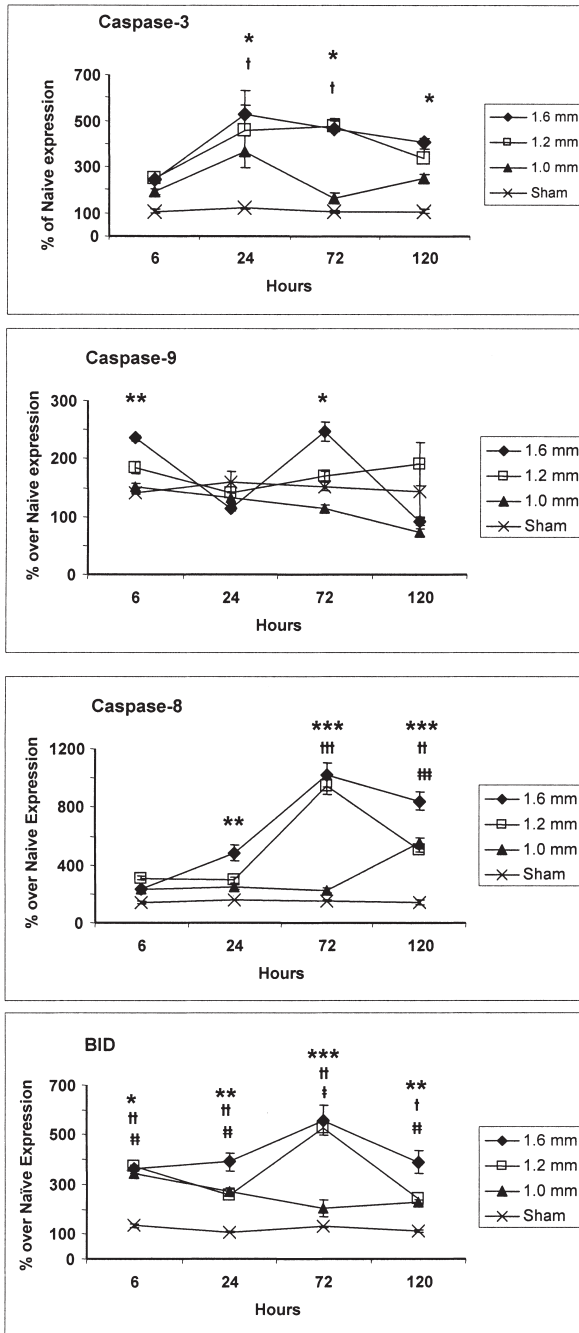 Caspase-3
*
†
*
†
*
% of Naive expression
700
500
300
100
0
6 24 72 120
Hours
1.6 mm
1.2 mm
1.0 mm
Sham
Caspase-9
**
*
% over Naive expression
300
200
100
0
6 24 72 120
Hours
1.6 mm
1.2 mm
1.0 mm
Sham
Caspase-8
**
***
†††
***
††
‡‡‡
% over Naive Expression
1200
800
400
0
6 24 72 120
Hours
1.6 mm
1.2 mm
1.0 mm
Sham
BID
*
††
‡‡
**
††
‡‡
***
††
‡
**
†
‡‡
% over Naïve Expression
700
500
300
100
0
6 24 72 120
Hours
1.6 mm
1.2 mm
1.0 mm
Sham